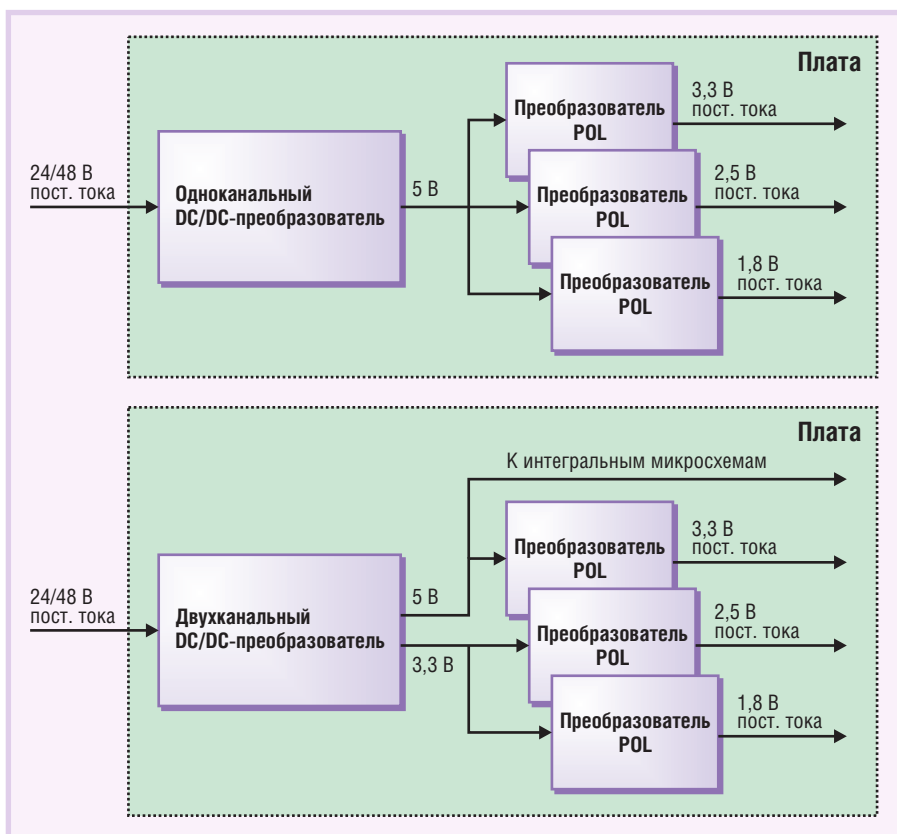 Плата
24/48 В
пост. тока
Одноканальный
DC/DC-преобразователь
5 В
Преобразователь
POL
3,3 В
пост. тока
Преобразователь
POL
2,5 В
пост. тока
Преобразователь
POL
1,8 В
пост. тока
Плата
К интегральным микросхемам
24/48 В
пост. тока
Двухканальный
DC/DC-преобразователь
5 В
3,3 В
Преобразователь
POL
3,3 В
пост. тока
Преобразователь
POL
2,5 В
пост. тока
Преобразователь
POL
1,8 В
пост. тока